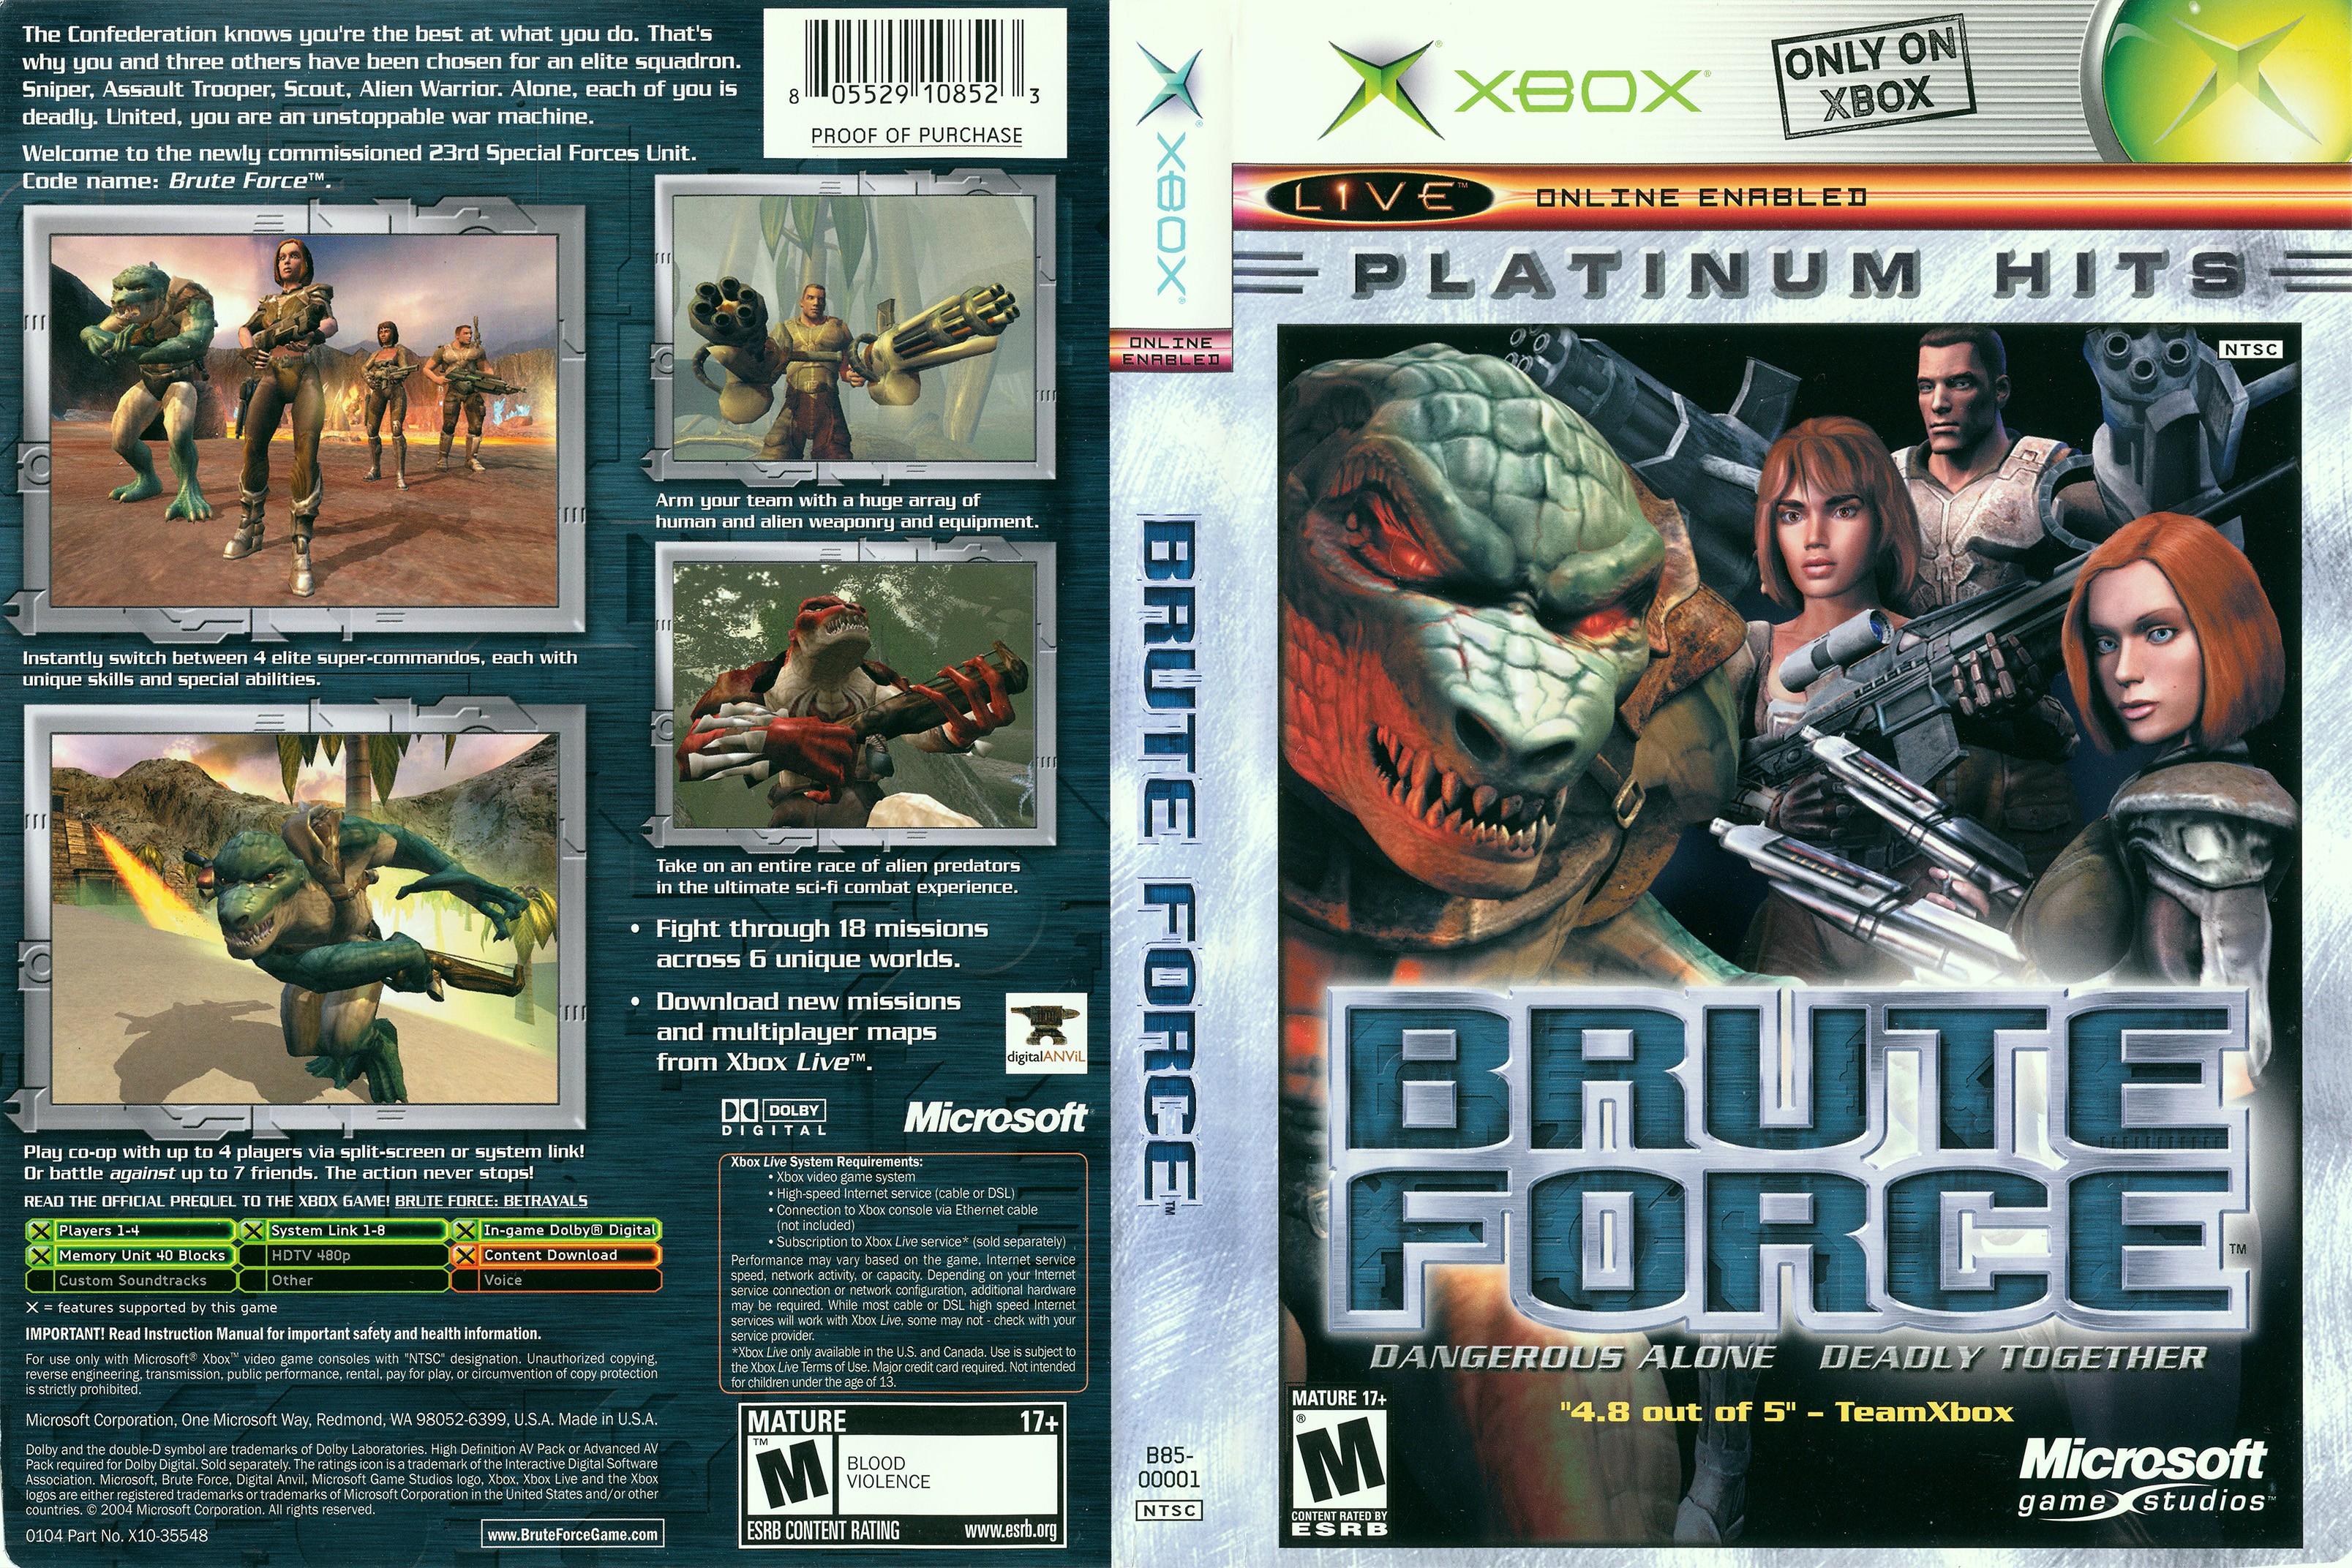 The Confederation knows you're the best at what you do. That's
why you and three others have been chosen for an elite squadron.
Sniper, Assault Trooper, Scout, Alien Warrior. Alone, each of you is
deadly. United, you are an unstoppable war machine.
Welcome to the newly commissioned 23rd Special Forces Unit.
Code name: Brute Force™.
8 05529 10852 3
PROOF OF PURCHASE
Instantly switch between 4 elite super-commandos, each with
unique skills and special abilities.
Arm your team with a huge array of
human and alien weaponry and equipment.
Take on an entire race of alien predators
in the ultimate sci-fi combat experience.
• Fight through 18 missions
across 6 unique worlds.
• Download new missions
and multiplayer maps
from Xbox Live™.
digitalANViL
Play co-op with up to 4 players via split-screen or system link!
Or battle against up to 7 friends. The action never stops!
READ THE OFFICIAL PREQUEL TO THE XBOX GAME! BRUTE FORCE: BETRAYALS
Players 1-4
System Link 1-8
In-game Dolby® Digital
Memory Unit 40 Blocks
HDTV 480p
Content Download
Custom Soundtracks
Other
Voice
X = features supported by this game
IMPORTANT! Read Instruction Manual for important safety and health information.
For use only with Microsoft® Xbox™ video game consoles with "NTSC" designation. Unauthorized copying,
reverse engineering, transmission, public performance, rental, pay for play, or circumvention of copy protection
is strictly prohibited.
Microsoft Corporation, One Microsoft Way, Redmond, WA 98052-6399, U.S.A. Made in U.S.A.
Dolby and the double-D symbol are trademarks of Dolby Laboratories. High Definition AV Pack or Advanced AV
Pack required for Dolby Digital. Sold separately. The ratings icon is a trademark of the Interactive Digital Software
Association. Microsoft, Brute Force, Digital Anvil, Microsoft Game Studios logo, Xbox, Xbox Live and the Xbox
logos are either registered trademarks or trademarks of Microsoft Corporation in the United States and/or other
countries. © 2004 Microsoft Corporation. All rights reserved.
0104 Part No. X10-35548
www.BruteForceGame.com
DOLBY
DIGITAL
Microsoft®
Xbox Live System Requirements:
• Xbox video game system
• High-speed Internet service (cable or DSL)
• Connection to Xbox console via Ethernet cable
(not included)
• Subscription to Xbox Live service* (sold separately)
Performance may vary based on the game, Internet service
speed, network activity, or capacity. Depending on your Internet
service connection or network configuration, additional hardware
may be required. While most cable or DSL high speed Internet
services will work with Xbox Live, some may not - check with your
service provider.
*Xbox Live only available in the U.S. and Canada. Use is subject to
the Xbox Live Terms of Use. Major credit card required. Not intended
for children under the age of 13.
MATURE 17+
M™
BLOOD
VIOLENCE
ESRB CONTENT RATING www.esrb.org
XBOX®
ONLINE
ENABLED
BRUTE FORCE™
B85-
00001
NTSC
XBOX®
ONLY ON
XBOX
LIVE™ ONLINE ENABLED
PLATINUM HITS
NTSC
BRUTE
FORCE™
DANGEROUS ALONE DEADLY TOGETHER
"4.8 out of 5" – TeamXbox
MATURE 17+
M®
CONTENT RATED BY
ESRB
Microsoft
game studios™